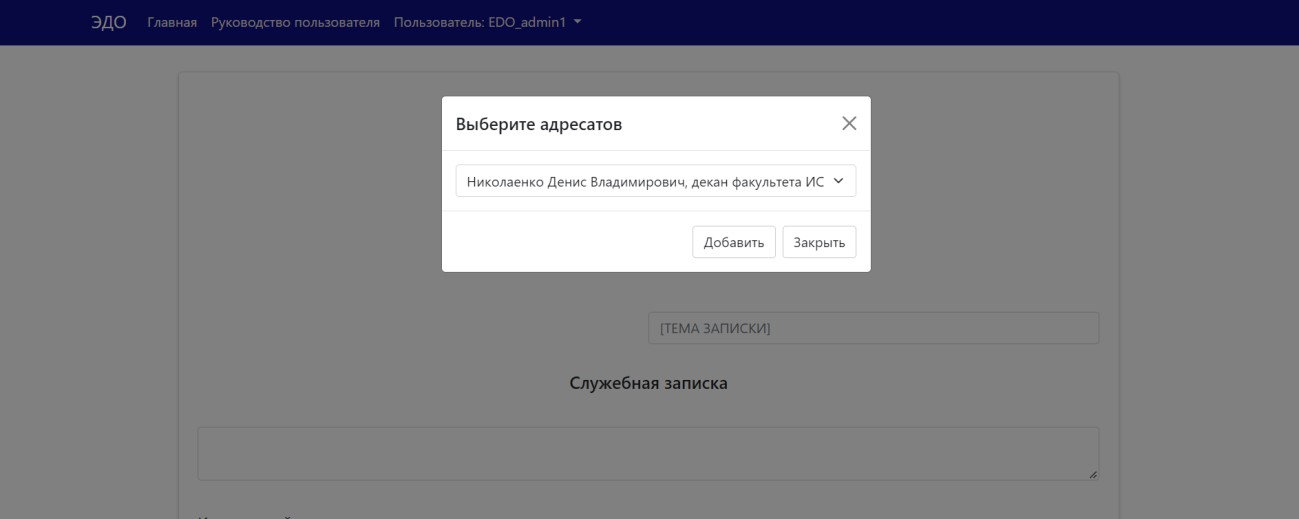 ЭДО Главная Руководство пользователя Пользователь: EDO_admin1
Выберите адресатов
Николаенко Денис Владимирович, декан факультета ИС
Добавить Закрыть
[ТЕМА ЗАПИСКИ]
Служебная записка